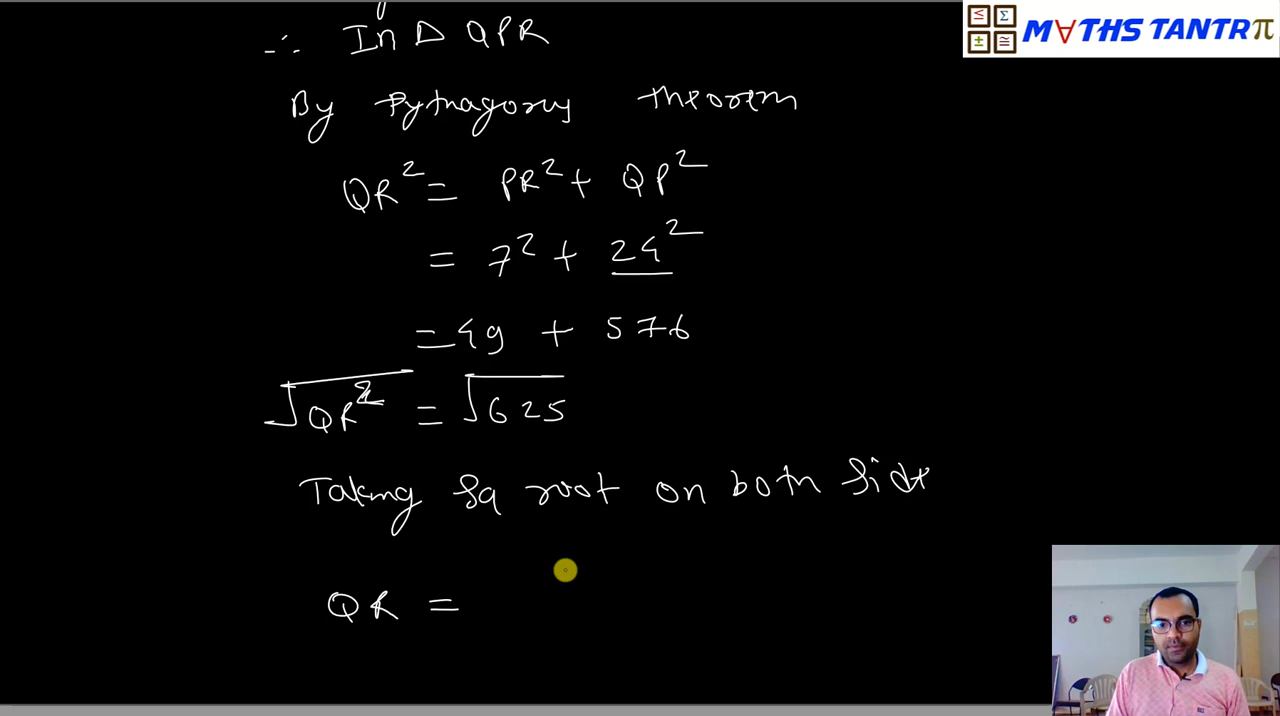 ≤ Σ ± ≅ M∀THS TANTRπ
∴ In Δ QPR
By Pythagorus theorem
QR² = PR² + QP²
= 7² + 24²
= 49 + 576
√QR² = √625
Taking Sq root on both side
QR =